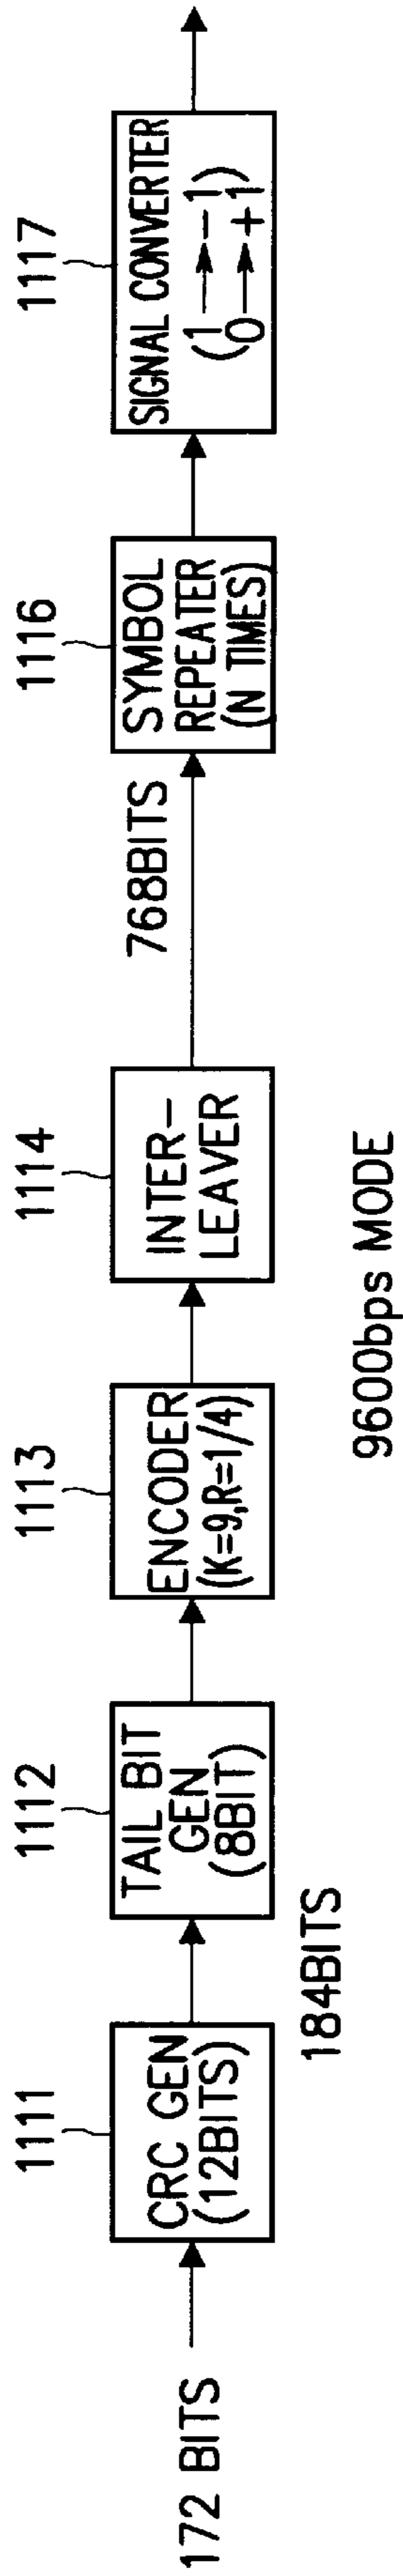 172 BITS
1111
CRC GEN
(12BITS)
184BITS
1112
TAIL BIT
GEN
(8BIT)
1113
ENCODER
(K=9,R=1/4)
1114
INTER-
LEAVER
768BITS
1116
SYMBOL
REPEATER
(N TIMES)
1117
SIGNAL CONVERTER
(1→-1
0→+1)
9600bps MODE